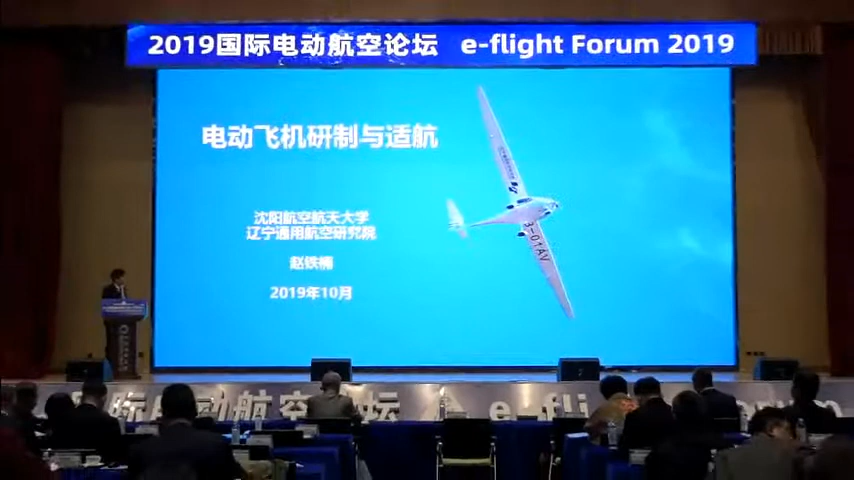 2019国际电动航空论坛 e-flight Forum 2019
电动飞机研制与适航
沈阳航空航天大学
辽宁通用航空研究院
赵铁楠
2019年10月
B-01AV